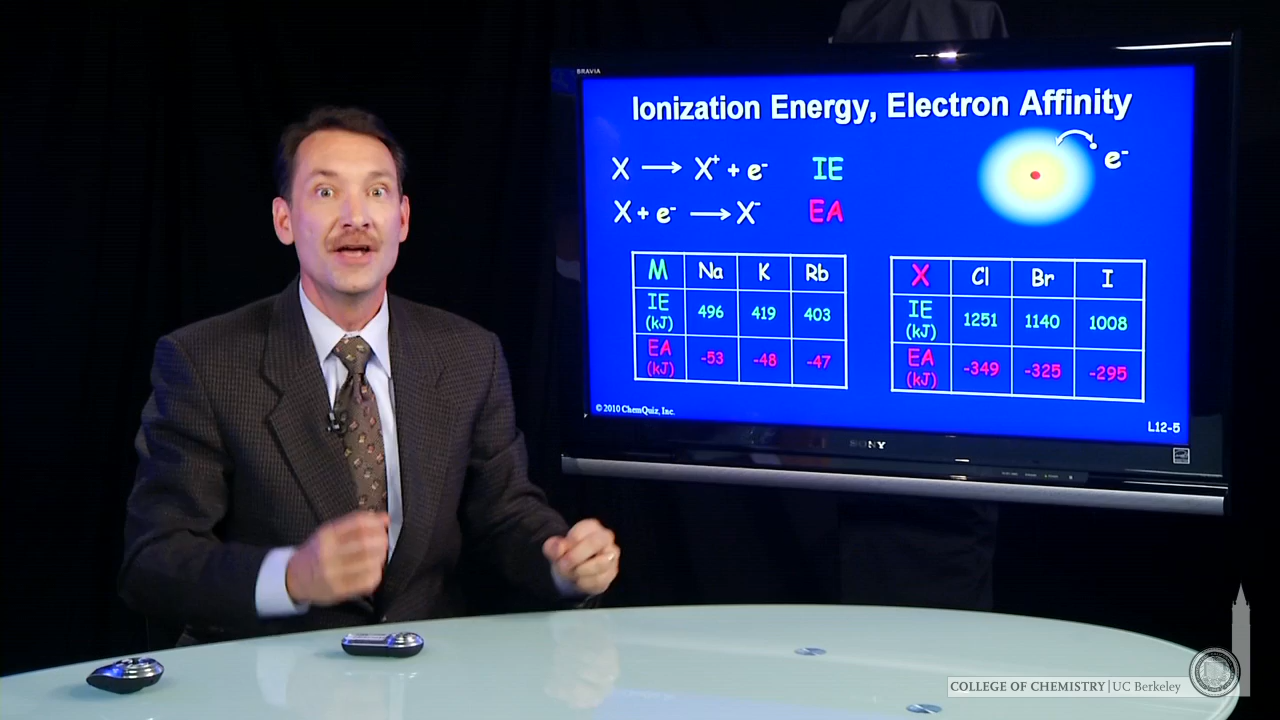 BRAVIA
Ionization Energy, Electron Affinity
X ⟶ X⁺ + e⁻ IE
X + e⁻ ⟶ X⁻ EA
e⁻
M Na K Rb
IE (kJ) 496 419 403
EA (kJ) -53 -48 -47
X Cl Br I
IE (kJ) 1251 1140 1008
EA (kJ) -349 -325 -295
© 2010 ChemQuiz, Inc.
L12-5
SONY
COLLEGE OF CHEMISTRY | UC Berkeley